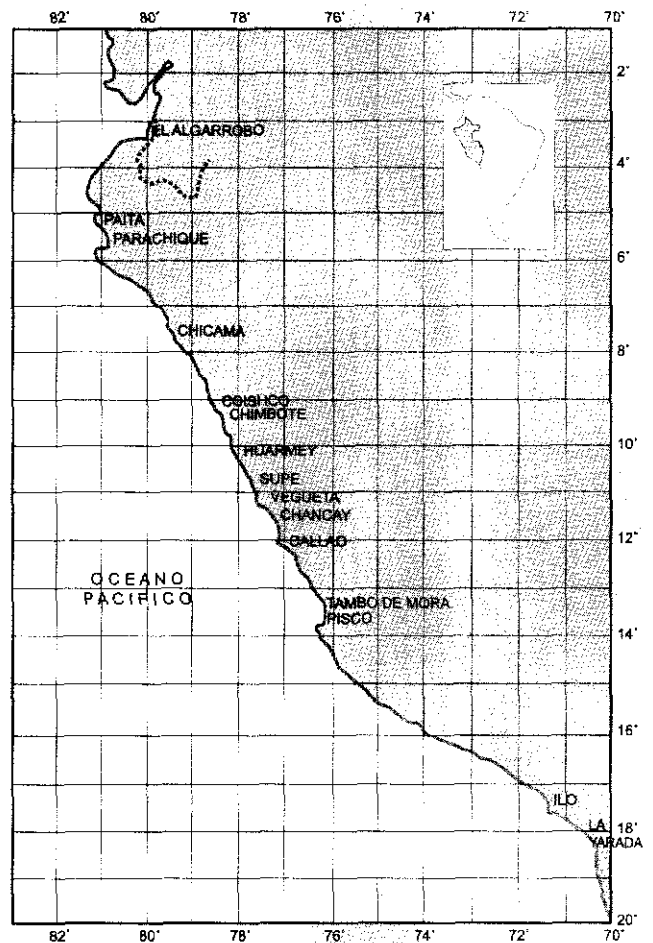 82° 80° 78° 76° 74° 72° 70°
2°
EL ALGARROBO
4°
PAITA
PARACHIQUE
6°
CHICAMA
8°
COISHCO
CHIMBOTE
10°
HUARMEY
SUPE
VEGUETA
CHANCAY
12°
CALLAO
OCEANO
PACIFICO
TAMBO DE MORA
PISCO
14°
16°
ILO
LA
YARADA
18°
20°
82° 80° 78° 76° 74° 72° 70°